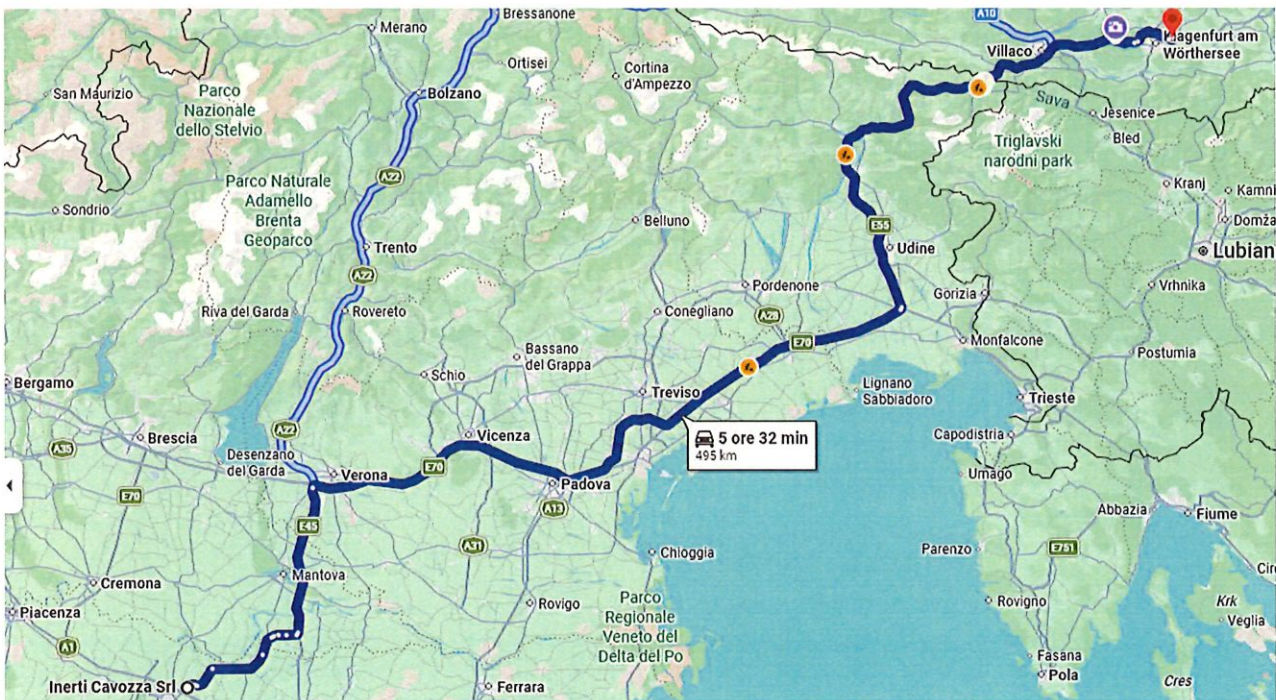 Bressanone
A10
Merano
Villaco
Klagenfurt am
Wörthersee
Ortisei
Cortina
d'Ampezzo
San Maurizio
Parco
Nazionale
dello Stelvio
Bolzano
Sava
Jesenice
Bled
Triglavski
narodni park
A22
Parco Naturale
Adamello
Brenta
Geoparco
Kranj
Kamni
Sondrio
Belluno
Domža
E55
Udine
Lubian
Trento
A22
Pordenone
Gorizia
Vrhnika
Riva del Garda
Rovereto
Conegliano
A28
E70
Monfalcone
Postumia
Bassano
del Grappa
Schio
Bergamo
Treviso
Lignano
Sabbiadoro
Trieste
A35
Brescia
A22
Vicenza
5 ore 32 min
495 km
Capodistria
Desenzano
del Garda
Verona
E70
Padova
Umago
E70
A13
Abbazia
Fiume
E45
A31
Chioggia
Parenzo
E751
Cremona
Mantova
Piacenza
Rovigo
Parco
Regionale
Veneto del
Delta del Po
Rovigno
Krk
Veglia
A1
Fasana
Pola
Inerti Cavozza Srl
Ferrara
Cres